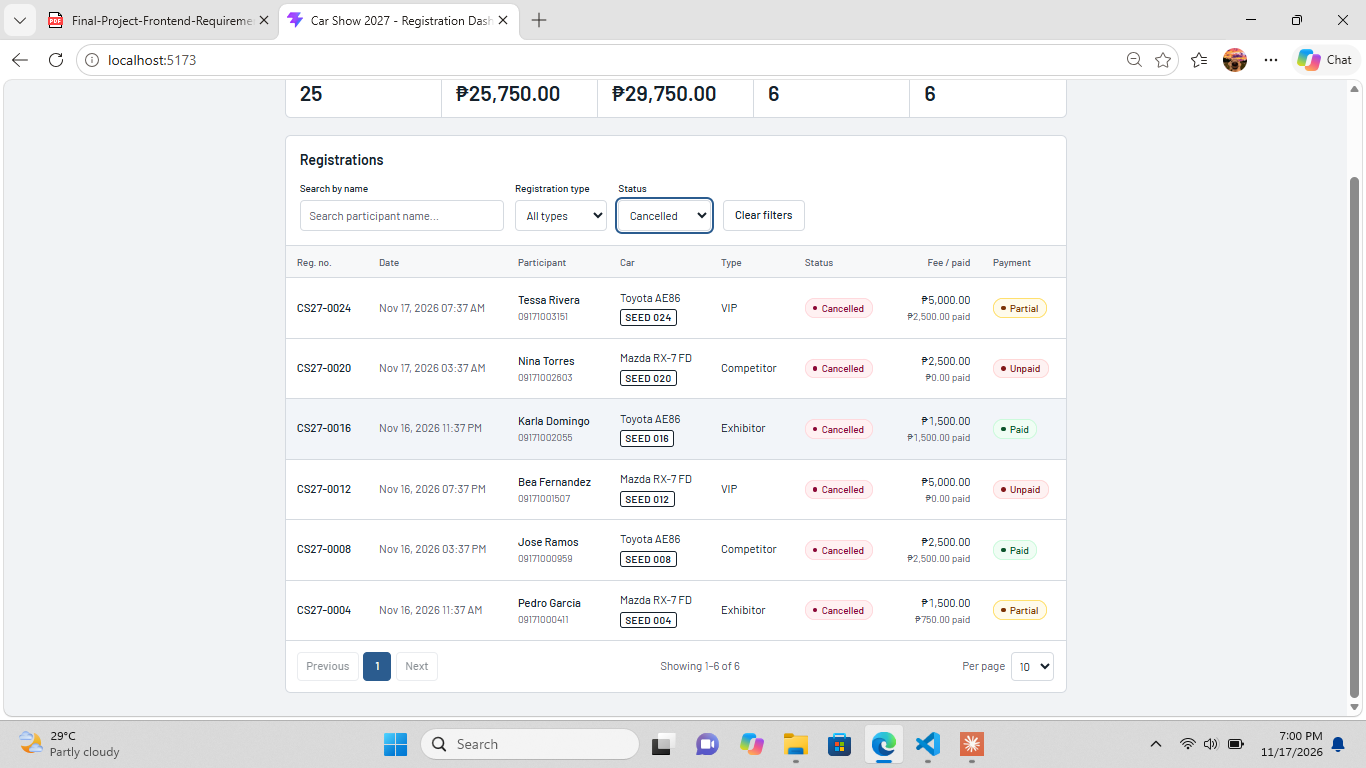 Final-Project-Frontend-Requireme
Car Show 2027 - Registration Dash
localhost:5173
Chat
25 ₱25,750.00 ₱29,750.00 6 6
Registrations
Search by name Registration type Status
Search participant name... All types Cancelled Clear filters
Reg. no. Date Participant Car Type Status Fee / paid Payment
CS27-0024 Nov 17, 2026 07:37 AM Tessa Rivera 09171003151 Toyota AE86 SEED 024 VIP Cancelled ₱5,000.00 ₱2,500.00 paid Partial
CS27-0020 Nov 17, 2026 03:37 AM Nina Torres 09171002603 Mazda RX-7 FD SEED 020 Competitor Cancelled ₱2,500.00 ₱0.00 paid Unpaid
CS27-0016 Nov 16, 2026 11:37 PM Karla Domingo 09171002055 Toyota AE86 SEED 016 Exhibitor Cancelled ₱1,500.00 ₱1,500.00 paid Paid
CS27-0012 Nov 16, 2026 07:37 PM Bea Fernandez 09171001507 Mazda RX-7 FD SEED 012 VIP Cancelled ₱5,000.00 ₱0.00 paid Unpaid
CS27-0008 Nov 16, 2026 03:37 PM Jose Ramos 09171000959 Toyota AE86 SEED 008 Competitor Cancelled ₱2,500.00 ₱2,500.00 paid Paid
CS27-0004 Nov 16, 2026 11:37 AM Pedro Garcia 09171000411 Mazda RX-7 FD SEED 004 Exhibitor Cancelled ₱1,500.00 ₱750.00 paid Partial
Previous 1 Next Showing 1-6 of 6 Per page 10
29°C
Partly cloudy
Search
7:00 PM
11/17/2026